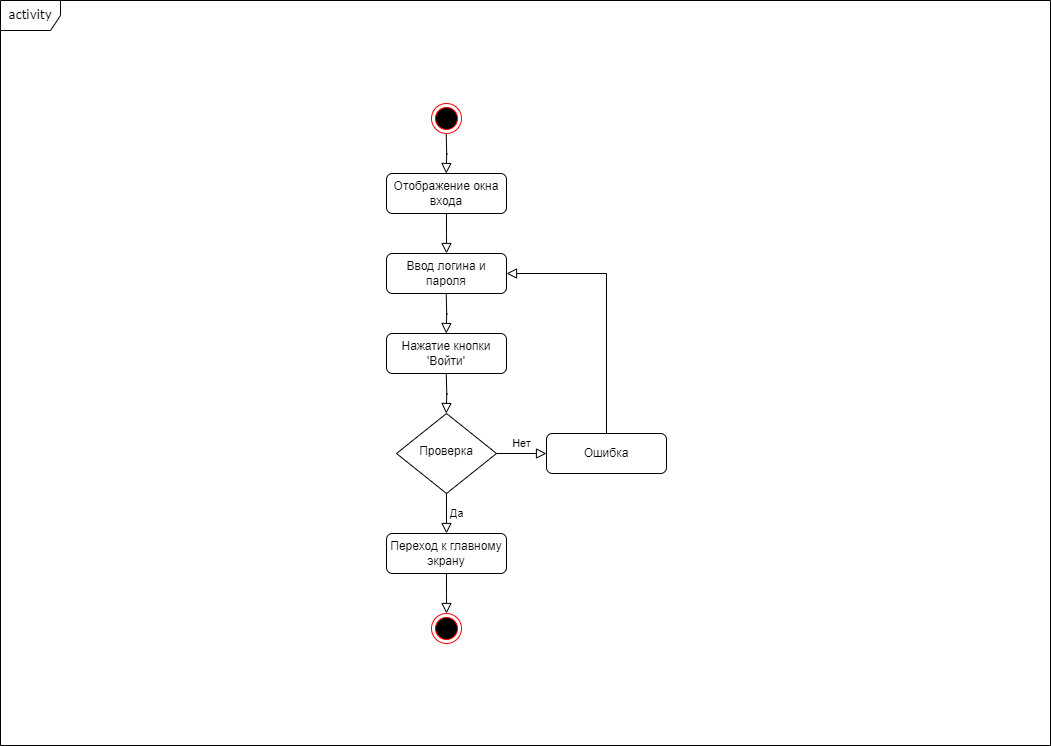 activity
Отображение окна
входа
Ввод логина и
пароля
Нажатие кнопки
'Войти'
Проверка
Нет
Ошибка
Да
Переход к главному
экрану